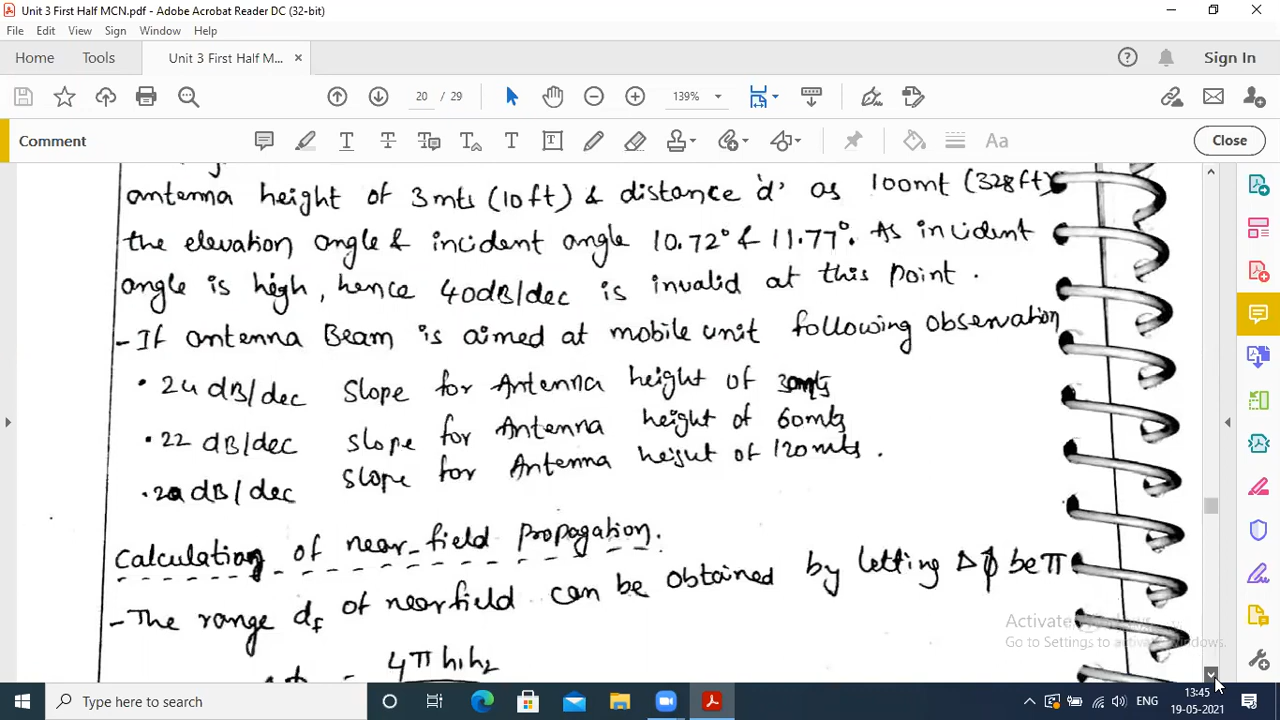 Unit 3 First Half MCN.pdf - Adobe Acrobat Reader DC (32-bit)
File Edit View Sign Window Help
Home Tools Unit 3 First Half M... × Sign In
20 / 29 139%
Comment Close
antenna height of 3mts (10ft) & distance 'd' as 100mt (328ft)
the elevation angle & incident angle 10.72° & 11.77°. As incident
angle is high, hence 40dB/dec is invalid at this point.
- If antenna Beam is aimed at mobile unit following observation
• 24 dB/dec slope for Antenna height of 30mts
• 22 dB/dec slope for Antenna height of 60mts
• 20 dB/dec slope for Antenna height of 120mts.
Calculation of near-field propagation.
- The range df of nearfield can be obtained by letting Δφ be π
4πh1h2
Activate Windows
Go to Settings to activate Windows.
Type here to search
ENG
13:45
19-05-2021